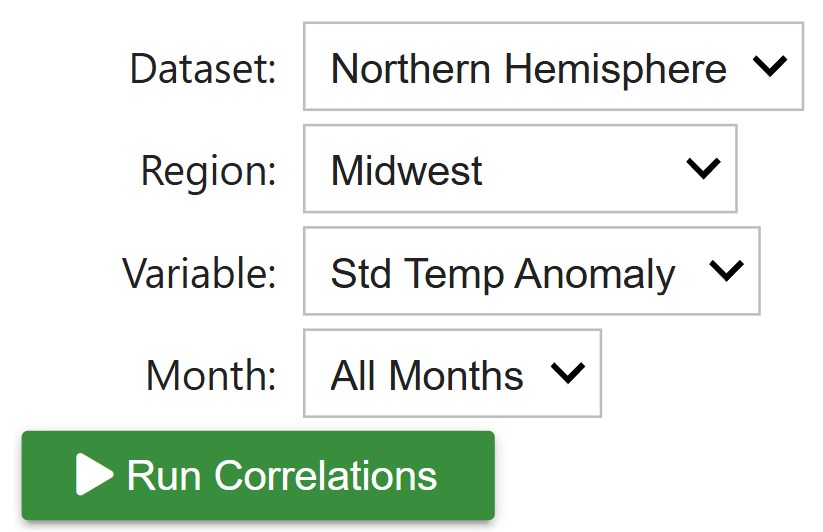 Dataset: Northern Hemisphere
Region: Midwest
Variable: Std Temp Anomaly
Month: All Months
Run Correlations